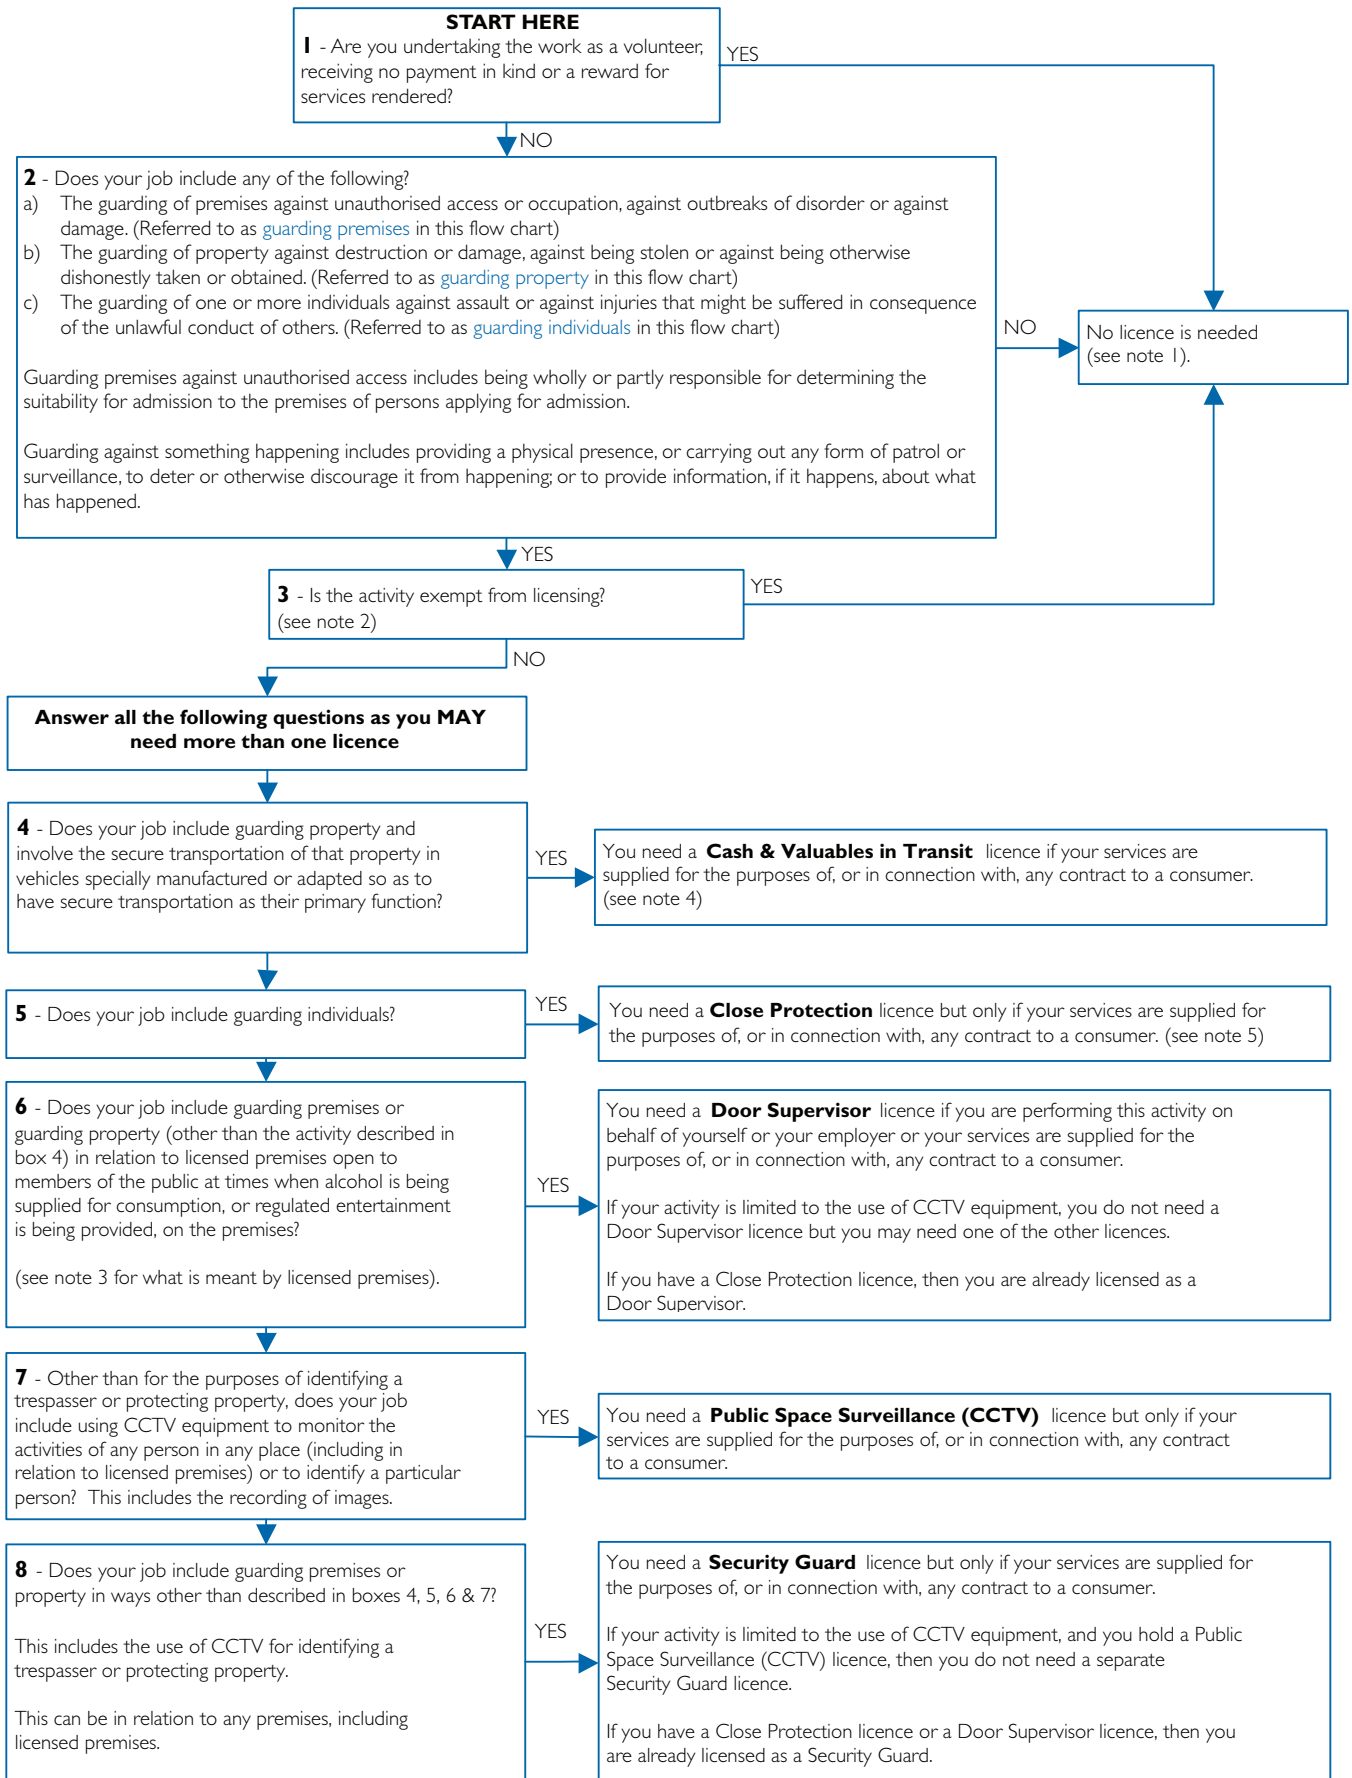 START HERE
1 - Are you undertaking the work as a volunteer,
receiving no payment in kind or a reward for
services rendered?
YES
NO
2 - Does your job include any of the following?
a) The guarding of premises against unauthorised access or occupation, against outbreaks of disorder or against
damage. (Referred to as guarding premises in this flow chart)
b) The guarding of property against destruction or damage, against being stolen or against being otherwise
dishonestly taken or obtained. (Referred to as guarding property in this flow chart)
c) The guarding of one or more individuals against assault or against injuries that might be suffered in consequence
of the unlawful conduct of others. (Referred to as guarding individuals in this flow chart)
Guarding premises against unauthorised access includes being wholly or partly responsible for determining the
suitability for admission to the premises of persons applying for admission.
Guarding against something happening includes providing a physical presence, or carrying out any form of patrol or
surveillance, to deter or otherwise discourage it from happening; or to provide information, if it happens, about what
has happened.
NO
No licence is needed
(see note 1).
YES
3 - Is the activity exempt from licensing?
(see note 2)
YES
NO
Answer all the following questions as you MAY
need more than one licence
4 - Does your job include guarding property and
involve the secure transportation of that property in
vehicles specially manufactured or adapted so as to
have secure transportation as their primary function?
YES
You need a Cash & Valuables in Transit licence if your services are
supplied for the purposes of, or in connection with, any contract to a consumer.
(see note 4)
5 - Does your job include guarding individuals?
YES
You need a Close Protection licence but only if your services are supplied for
the purposes of, or in connection with, any contract to a consumer. (see note 5)
6 - Does your job include guarding premises or
guarding property (other than the activity described in
box 4) in relation to licensed premises open to
members of the public at times when alcohol is being
supplied for consumption, or regulated entertainment
is being provided, on the premises?
(see note 3 for what is meant by licensed premises).
YES
You need a Door Supervisor licence if you are performing this activity on
behalf of yourself or your employer or your services are supplied for the
purposes of, or in connection with, any contract to a consumer.
If your activity is limited to the use of CCTV equipment, you do not need a
Door Supervisor licence but you may need one of the other licences.
If you have a Close Protection licence, then you are already licensed as a
Door Supervisor.
7 - Other than for the purposes of identifying a
trespasser or protecting property, does your job
include using CCTV equipment to monitor the
activities of any person in any place (including in
relation to licensed premises) or to identify a particular
person? This includes the recording of images.
YES
You need a Public Space Surveillance (CCTV) licence but only if your
services are supplied for the purposes of, or in connection with, any contract
to a consumer.
8 - Does your job include guarding premises or
property in ways other than described in boxes 4, 5, 6 & 7?
This includes the use of CCTV for identifying a
trespasser or protecting property.
This can be in relation to any premises, including
licensed premises.
YES
You need a Security Guard licence but only if your services are supplied for
the purposes of, or in connection with, any contract to a consumer.
If your activity is limited to the use of CCTV equipment, and you hold a Public
Space Surveillance (CCTV) licence, then you do not need a separate
Security Guard licence.
If you have a Close Protection licence or a Door Supervisor licence, then you
are already licensed as a Security Guard.